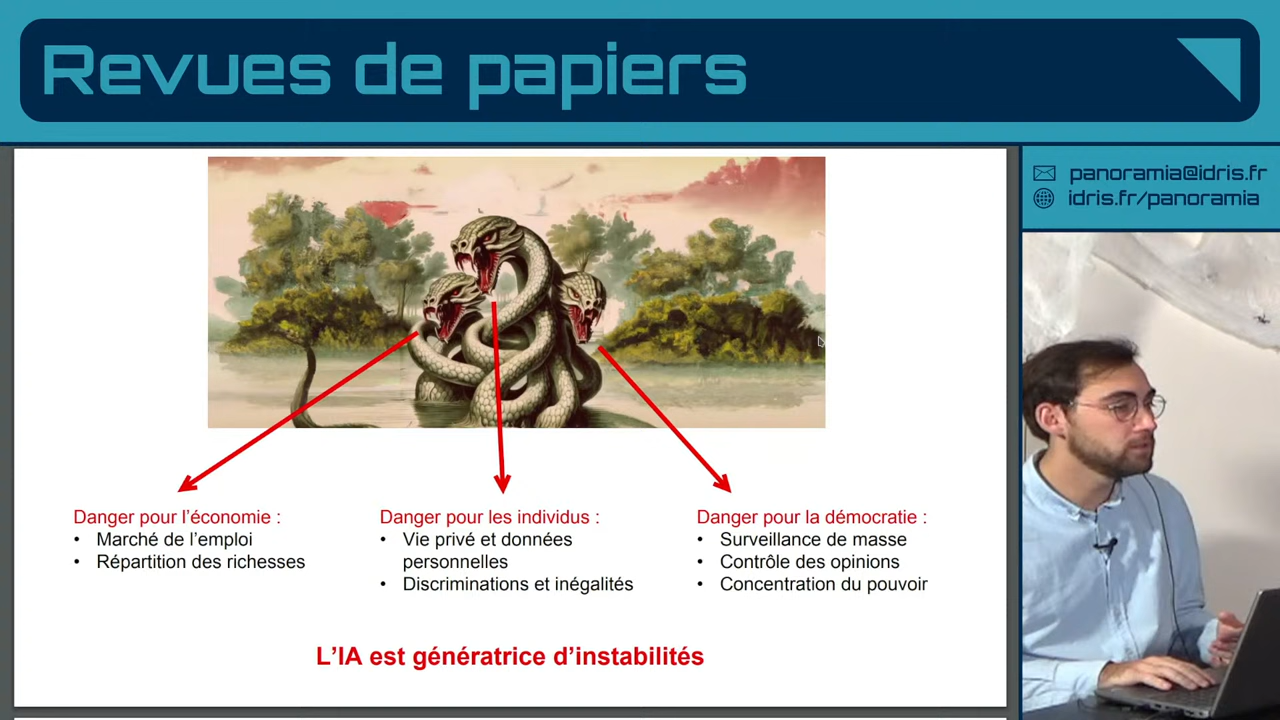 Revues de papiers
panoramia@idris.fr
idris.fr/panoramia
Danger pour l'économie :
• Marché de l'emploi
• Répartition des richesses
Danger pour les individus :
• Vie privé et données
personnelles
• Discriminations et inégalités
Danger pour la démocratie :
• Surveillance de masse
• Contrôle des opinions
• Concentration du pouvoir
L'IA est génératrice d'instabilités